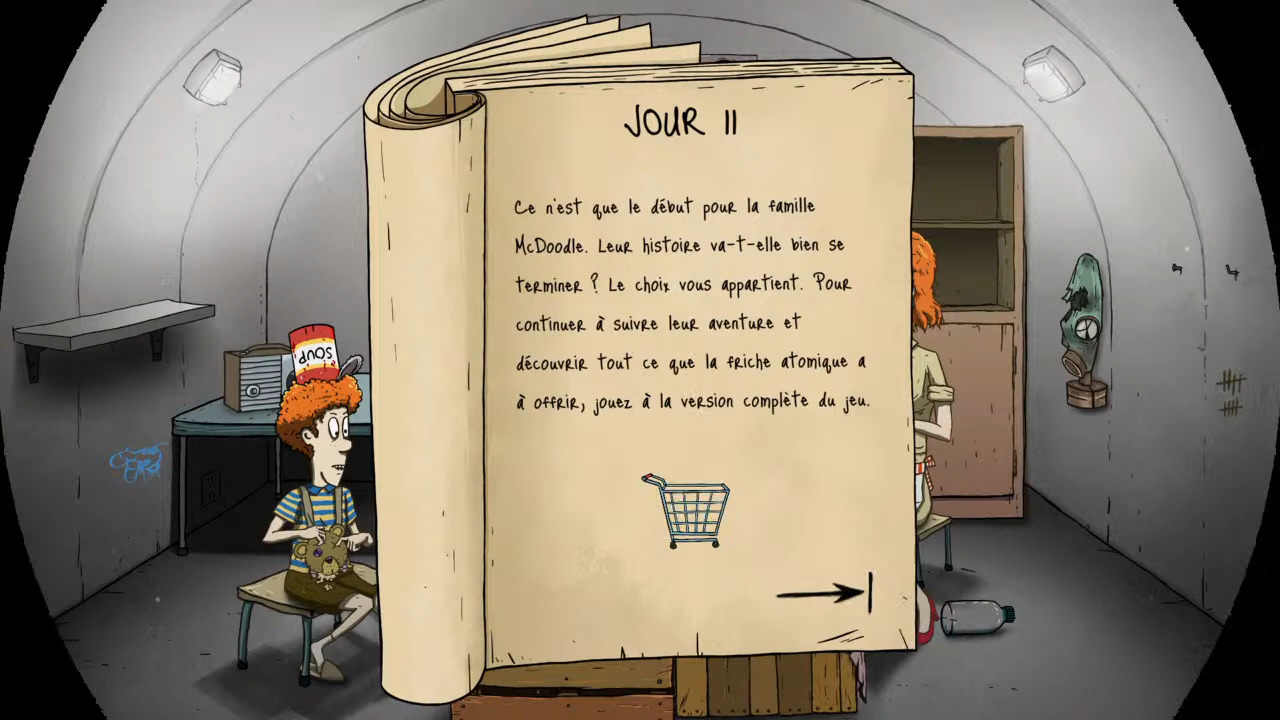 JOUR 11
Ce n'est que le début pour la famille
McDoodle. Leur histoire va-t-elle bien se
terminer ? Le choix vous appartient. Pour
continuer à suivre leur aventure et
découvrir tout ce que la friche atomique a
à offrir, jouez à la version complète du jeu.
SOUP